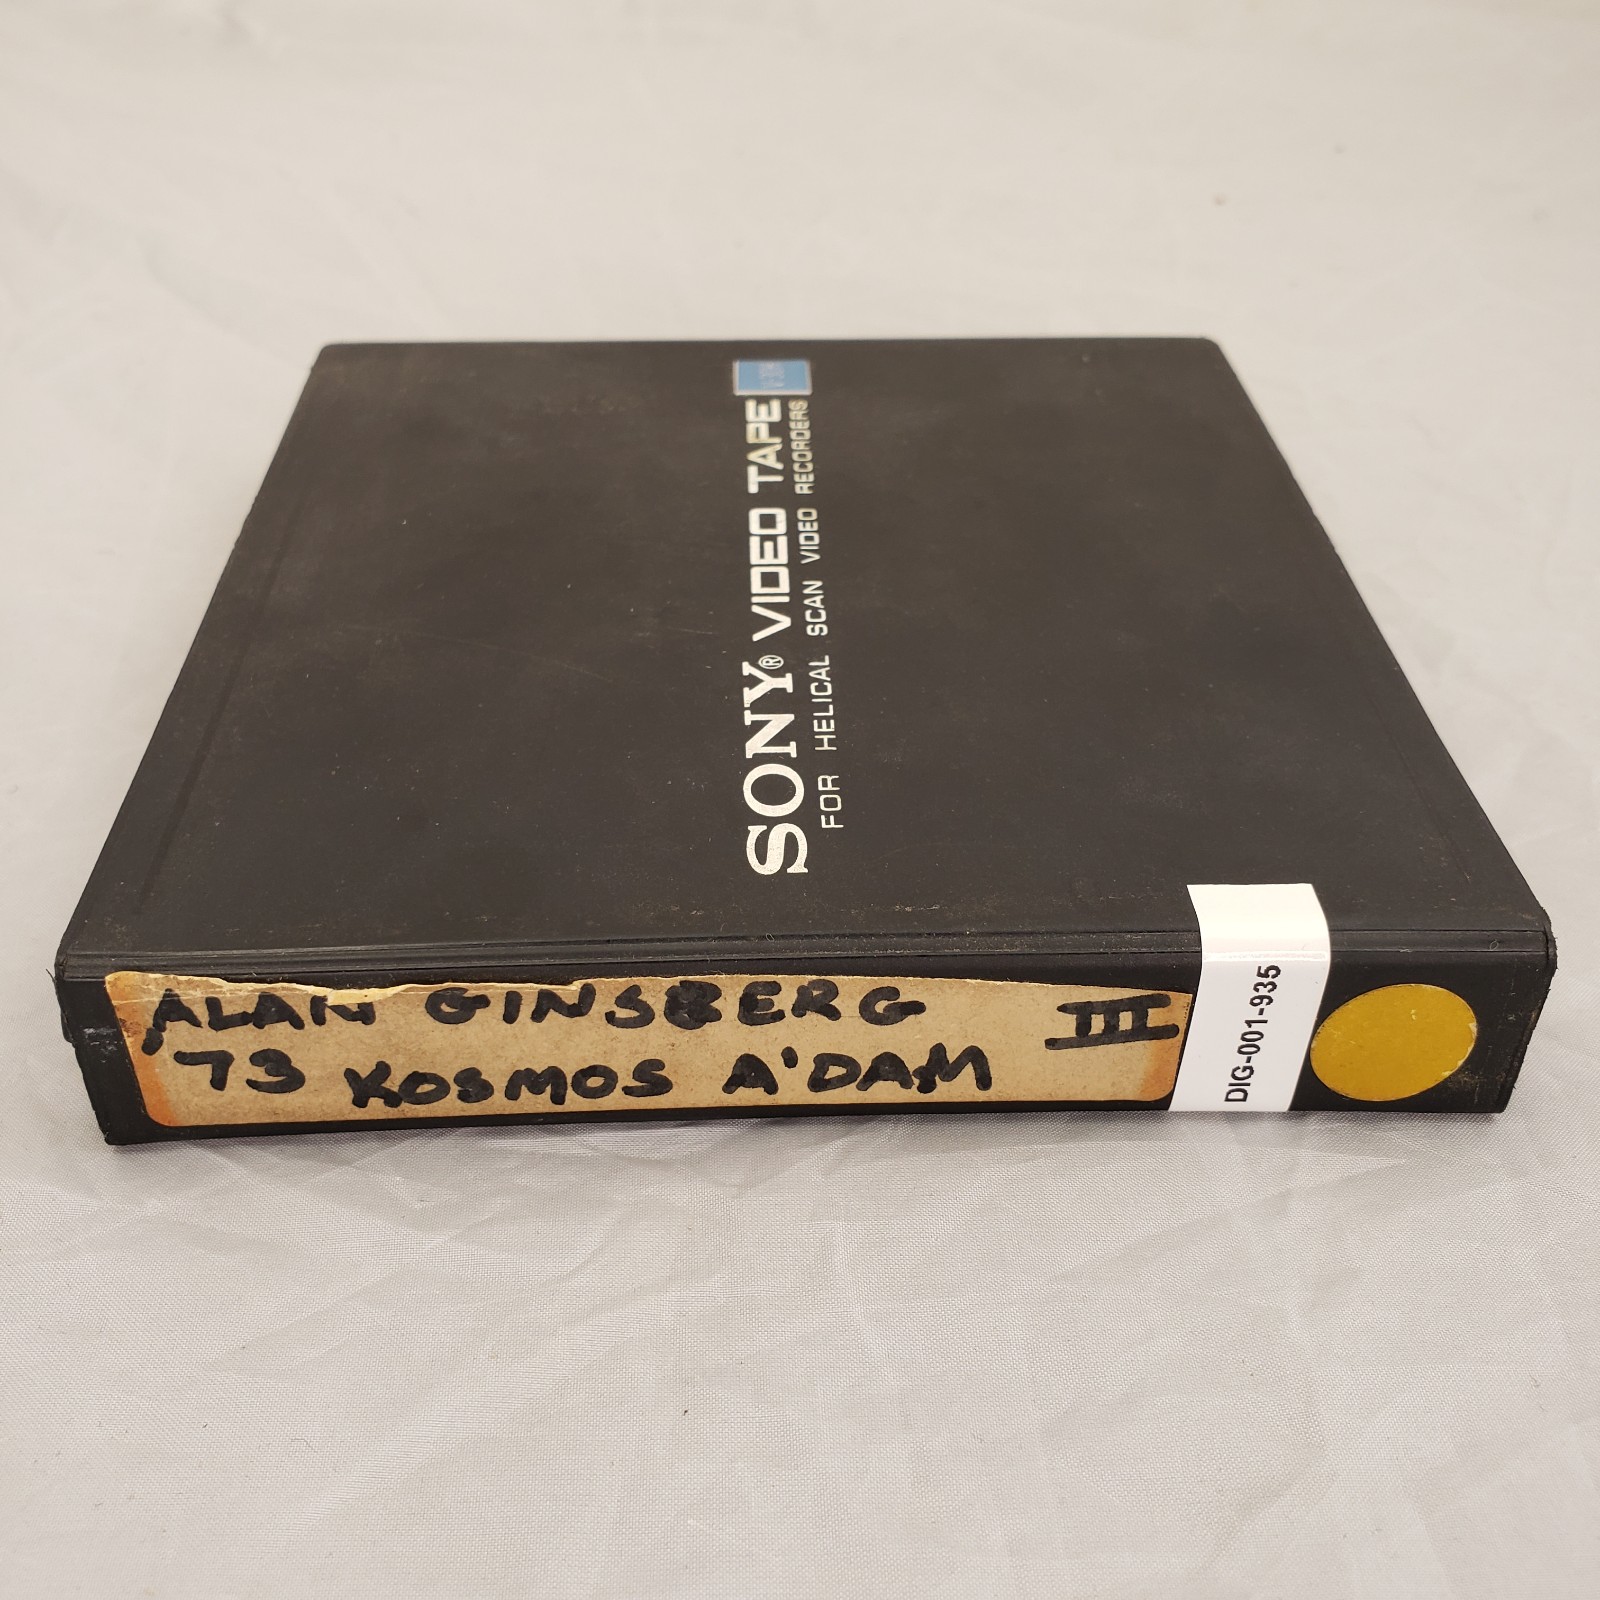 SONY® VIDEO TAPE
FOR HELICAL SCAN VIDEO RECORDERS
ALAN GINSBERG III
'73 KOSMOS A'DAM
DIG-001-935